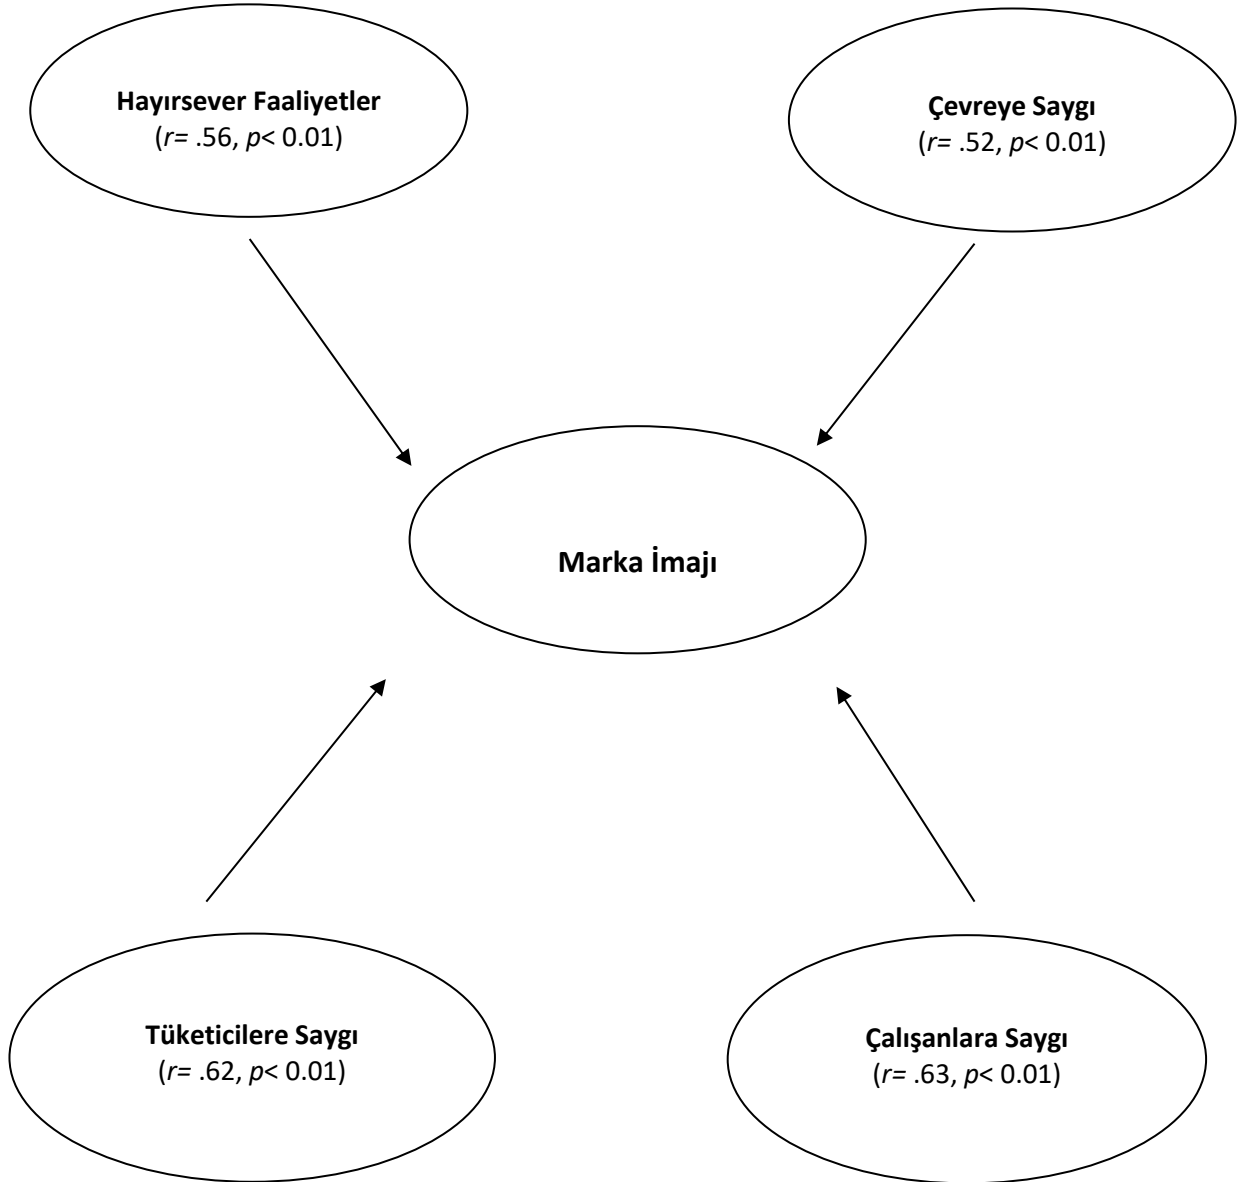 Hayırsever Faaliyetler
(r= .56, p< 0.01)
Çevreye Saygı
(r= .52, p< 0.01)
Marka İmajı
Tüketicilere Saygı
(r= .62, p< 0.01)
Çalışanlara Saygı
(r= .63, p< 0.01)